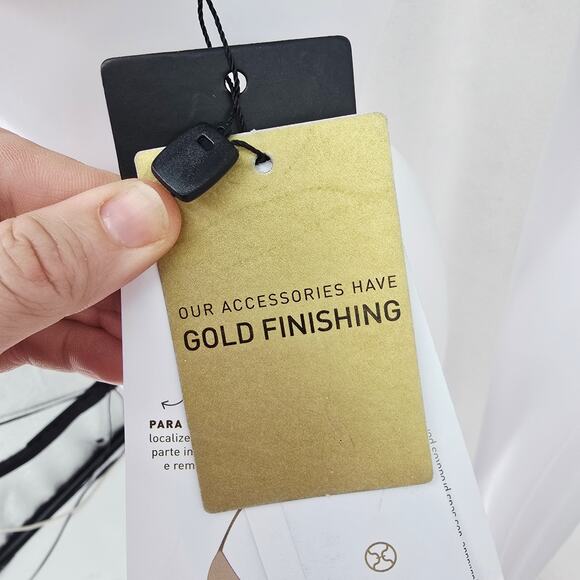 OUR ACCESSORIES HAVE
GOLD FINISHING
PARA
localize
parte in
e rem